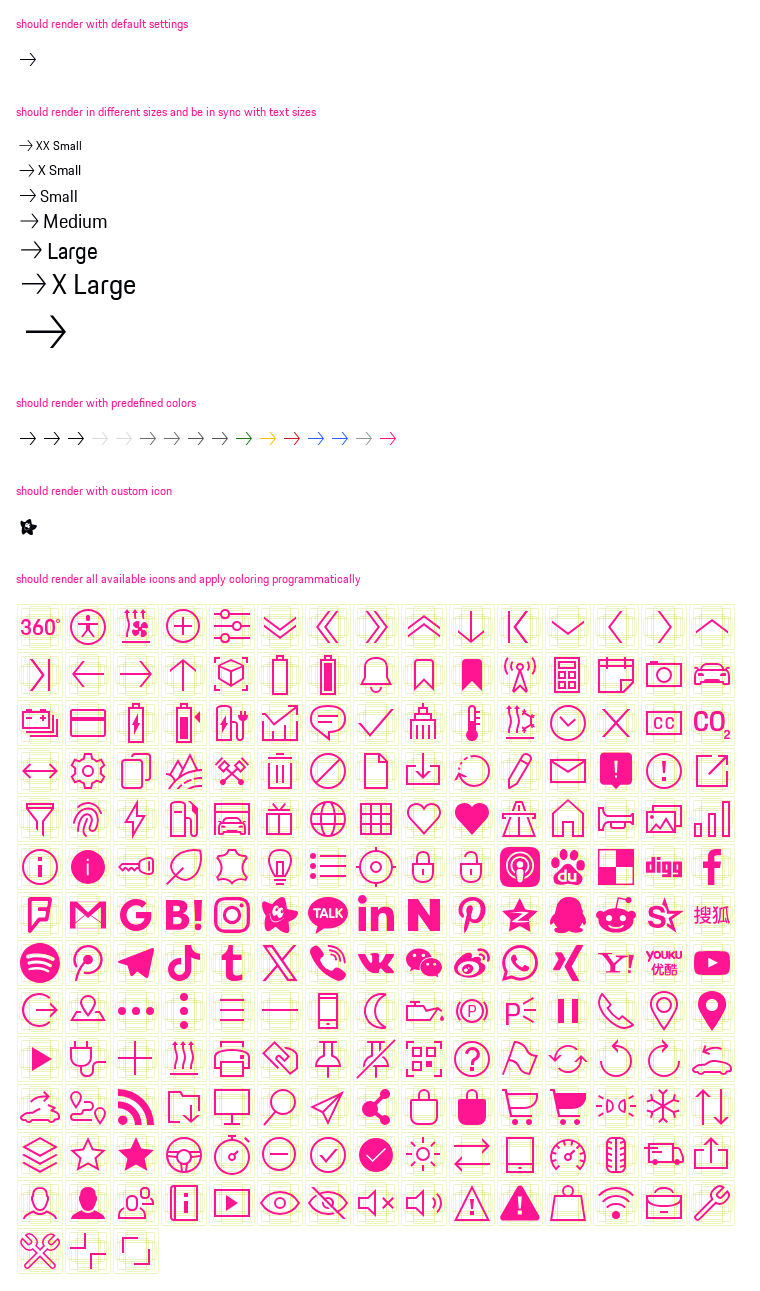 should render with default settings
should render in different sizes and be in sync with text sizes
XX Small
X Small
Small
Medium
Large
X Large
should render with predefined colors
should render with custom icon
should render all available icons and apply coloring programmatically
360°
CC
CO2
du
digg
f
G
B!
TALK
in
N
S
搜狐
t
X
VK
Y!
YOUKU
优酷
P
P